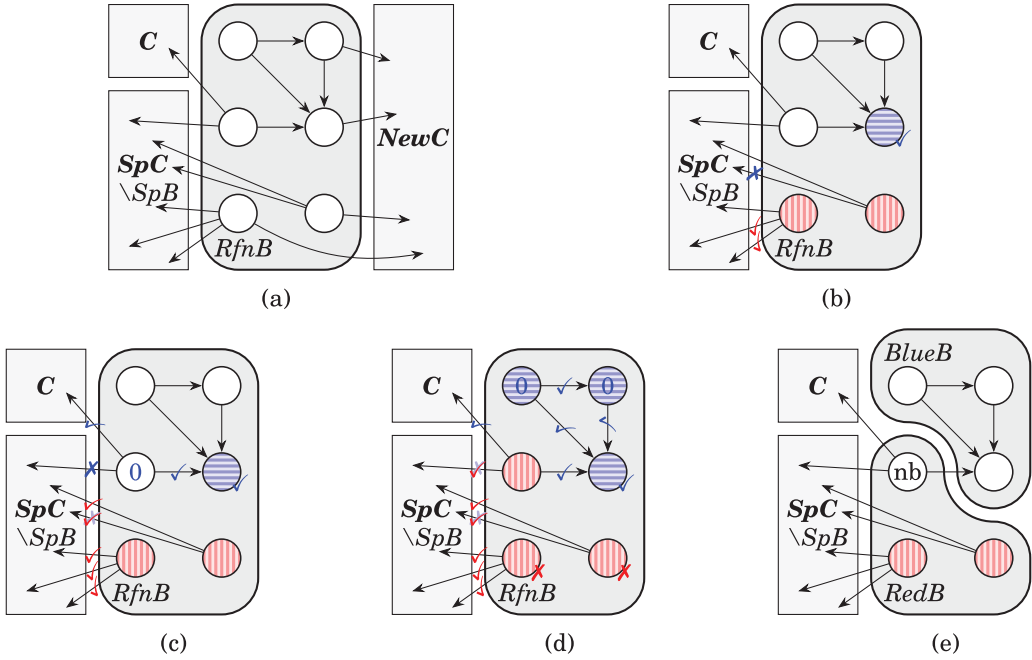 C
NewC
SpC
\SpB
RfnB
(a)
C
SpC
\SpB
RfnB
(b)
C
0
SpC
\SpB
RfnB
(c)
0
0
C
SpC
\SpB
RfnB
(d)
BlueB
C
nb
SpC
\SpB
RedB
(e)